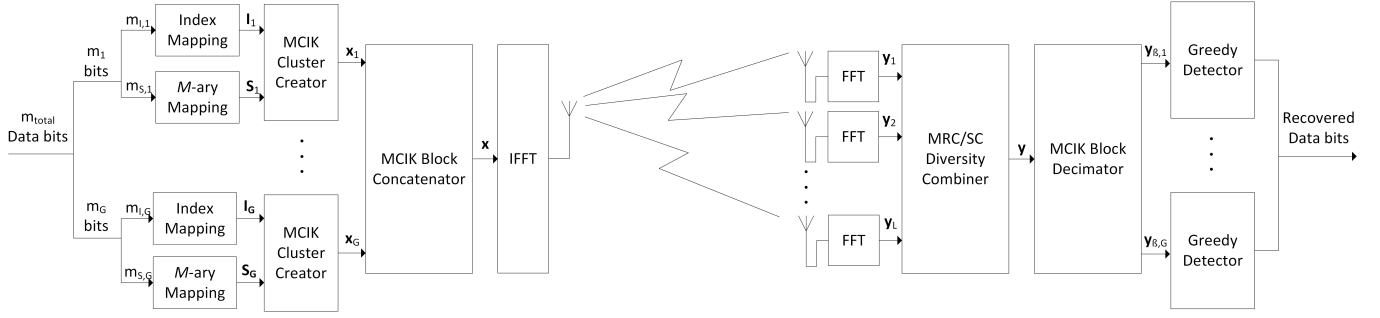 m_total
Data bits
m_1
bits
m_I,1
m_S,1
Index
Mapping
M-ary
Mapping
I_1
S_1
MCIK
Cluster
Creator
x_1
m_G
bits
m_I,G
m_S,G
Index
Mapping
M-ary
Mapping
I_G
S_G
MCIK
Cluster
Creator
x_G
MCIK Block
Concatenator
x
IFFT
FFT
y_1
FFT
y_2
FFT
y_L
MRC/SC
Diversity
Combiner
y
MCIK Block
Decimator
y_ß,1
Greedy
Detector
y_ß,G
Greedy
Detector
Recovered
Data bits